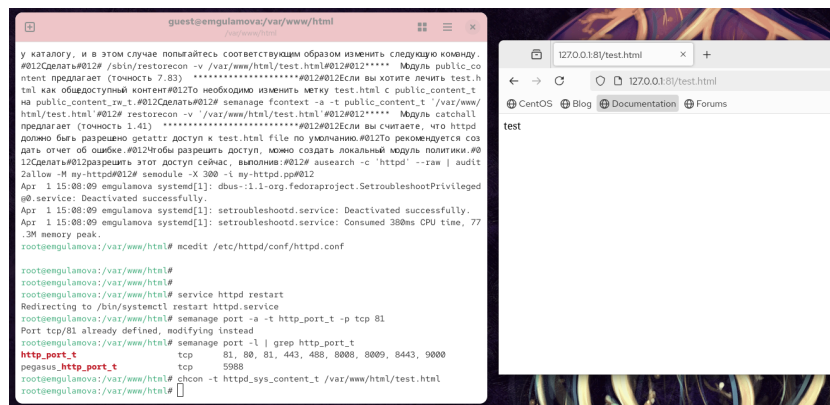 guest@emgulamova:/var/www/html
/var/www/html
у каталогу, и в этом случае попытайтесь соответствующим образом изменить следующую команду.
#012Сделать#012# /sbin/restorecon -v /var/www/html/test.html#012#012*****  Модуль public_co
ntent предлагает (точность 7.83)  *********************#012#012Если вы хотите лечить test.h
tml как общедоступный контент#012То необходимо изменить метку test.html с public_content_t
на public_content_rw_t.#012Сделать#012# semanage fcontext -a -t public_content_t '/var/www/
html/test.html'#012# restorecon -v '/var/www/html/test.html'#012#012*****  Модуль catchall
предлагает (точность 1.41)  **************************#012#012Если вы считаете, что httpd
должно быть разрешено getattr доступ к test.html file по умолчанию.#012То рекомендуется соз
дать отчет об ошибке.#012Чтобы разрешить доступ, можно создать локальный модуль политики.#0
12Сделать#012разрешить этот доступ сейчас, выполнив:#012# ausearch -c 'httpd' --raw | audit
2allow -M my-httpd#012# semodule -X 300 -i my-httpd.pp#012
Apr  1 15:08:09 emgulamova systemd[1]: dbus-:1.1-org.fedoraproject.SetroubleshootPrivileged
@0.service: Deactivated successfully.
Apr  1 15:08:09 emgulamova systemd[1]: setroubleshootd.service: Deactivated successfully.
Apr  1 15:08:09 emgulamova systemd[1]: setroubleshootd.service: Consumed 380ms CPU time, 77
.3M memory peak.
root@emgulamova:/var/www/html# mcedit /etc/httpd/conf/httpd.conf
root@emgulamova:/var/www/html#
root@emgulamova:/var/www/html#
root@emgulamova:/var/www/html# service httpd restart
Redirecting to /bin/systemctl restart httpd.service
root@emgulamova:/var/www/html# semanage port -a -t http_port_t -p tcp 81
Port tcp/81 already defined, modifying instead
root@emgulamova:/var/www/html# semanage port -l | grep http_port_t
http_port_t                    tcp      81, 80, 81, 443, 488, 8008, 8009, 8443, 9000
pegasus_http_port_t            tcp      5988
root@emgulamova:/var/www/html# chcon -t httpd_sys_content_t /var/www/html/test.html
root@emgulamova:/var/www/html#
127.0.0.1:81/test.html
127.0.0.1:81/test.html
CentOS Blog Documentation Forums
test